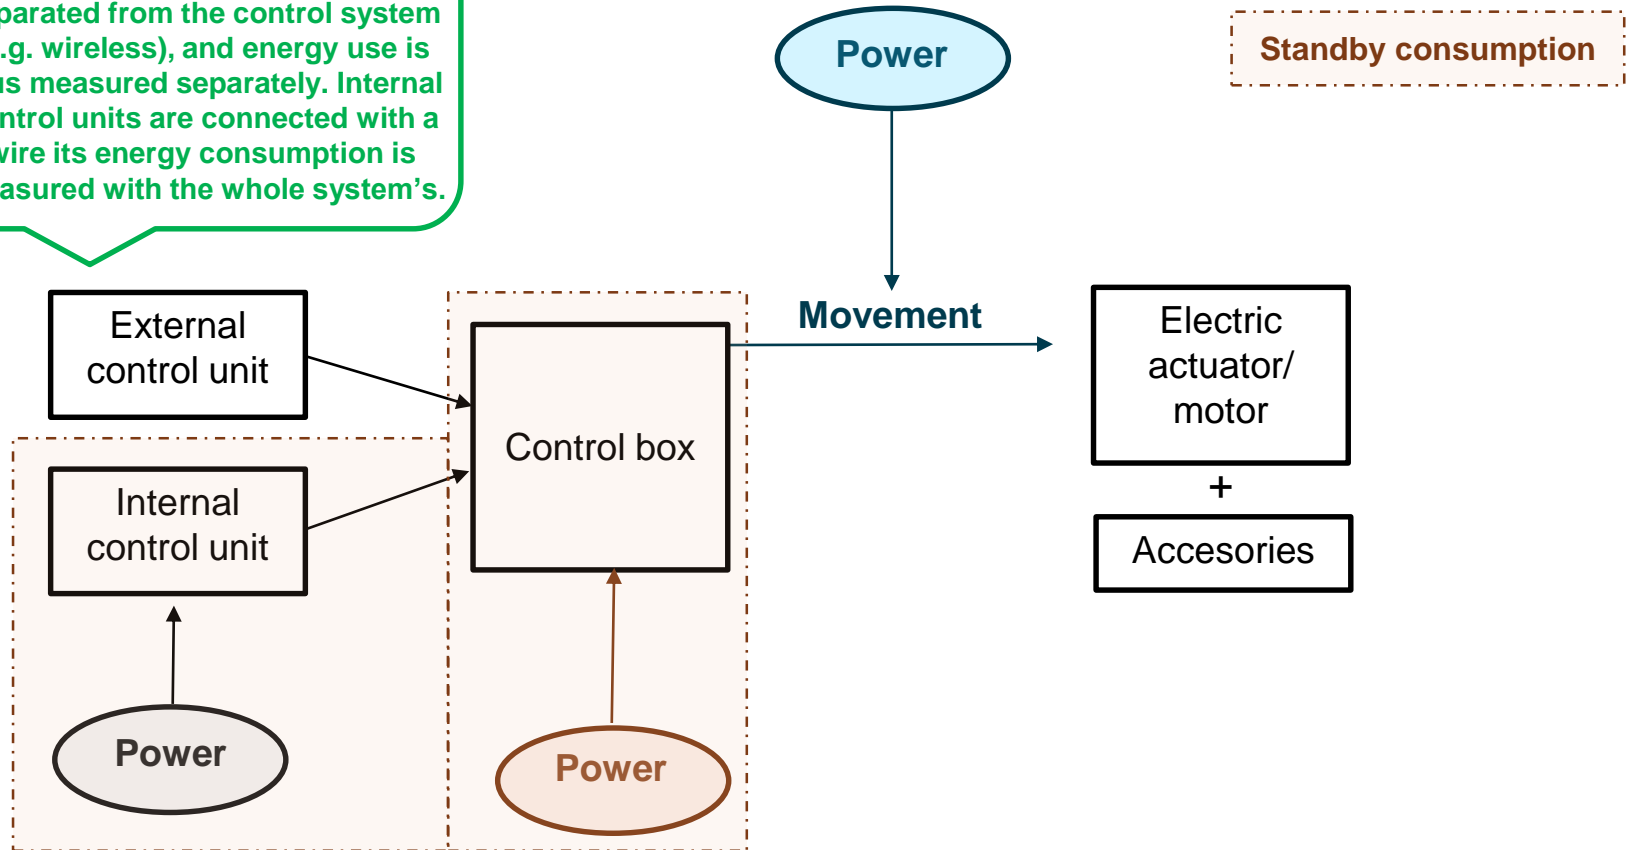 parated from the control system
.g. wireless), and energy use is
us measured separately. Internal
ntrol units are connected with a
wire its energy consumption is
asured with the whole system's.
Power
Standby consumption
External
control unit
Movement
Electric
actuator/
motor
Control box
Internal
control unit
+
Accesories
Power
Power